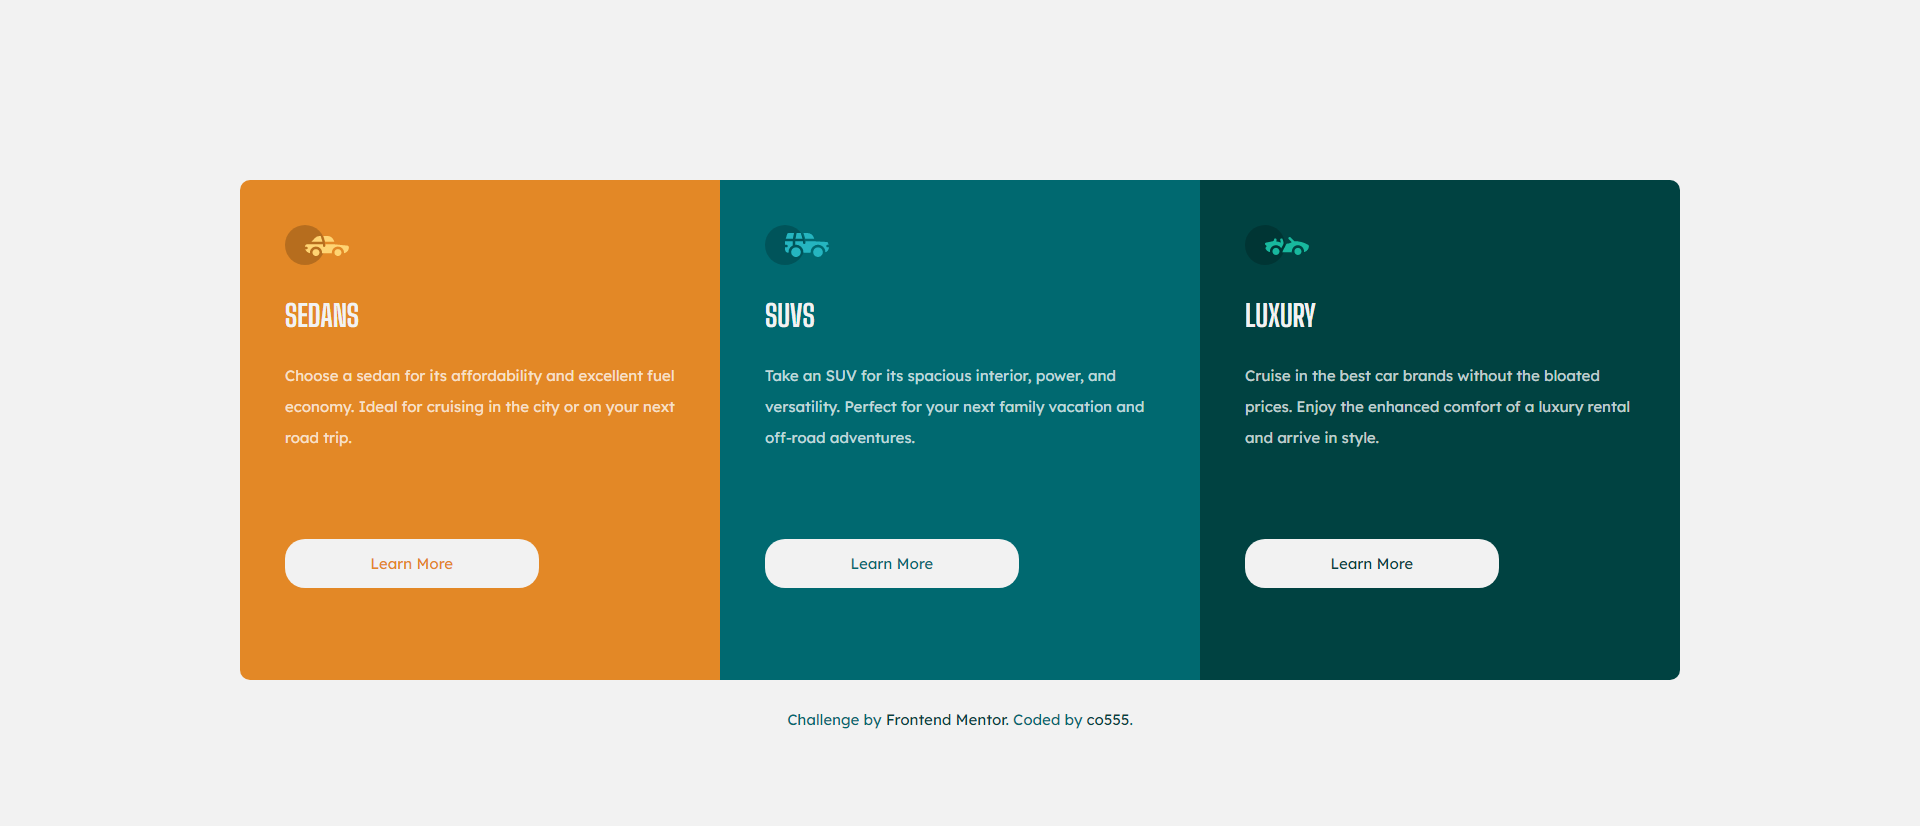 SEDANS
Choose a sedan for its affordability and excellent fuel
economy. Ideal for cruising in the city or on your next
road trip.
Learn More
SUVS
Take an SUV for its spacious interior, power, and
versatility. Perfect for your next family vacation and
off-road adventures.
Learn More
LUXURY
Cruise in the best car brands without the bloated
prices. Enjoy the enhanced comfort of a luxury rental
and arrive in style.
Learn More
Challenge by Frontend Mentor. Coded by co555.